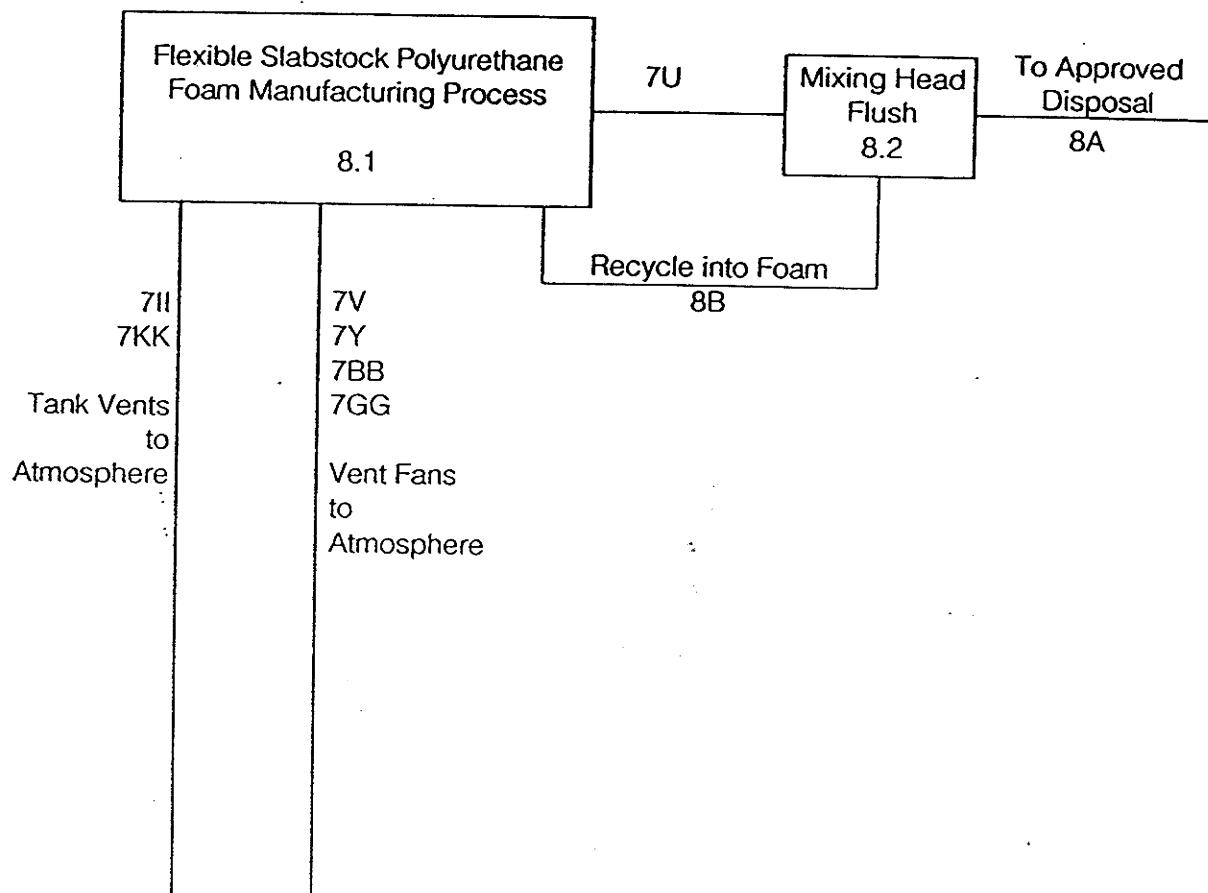 Flexible Slabstock Polyurethane
Foam Manufacturing Process
8.1
7U
Mixing Head
Flush
8.2
To Approved
Disposal
8A
Recycle into Foam
8B
7II
7KK
Tank Vents
to
Atmosphere
7V
7Y
7BB
7GG
Vent Fans
to
Atmosphere